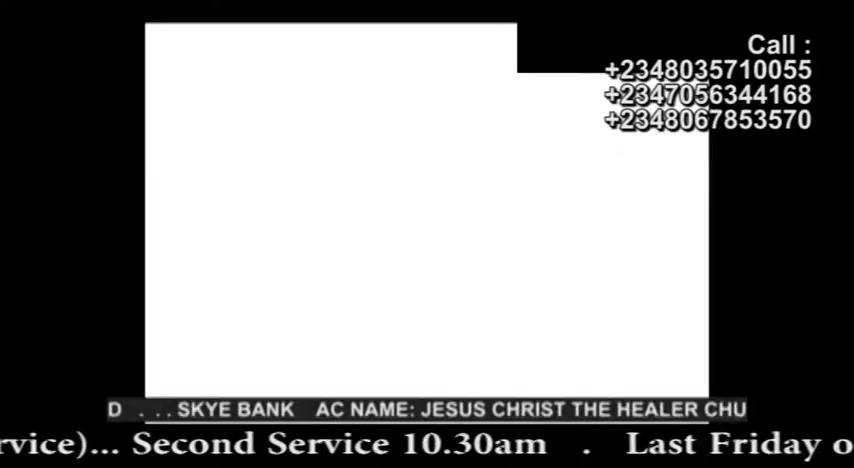 Call :
+2348035710055
+2347056344168
+2348067853570
D . . . SKYE BANK AC NAME: JESUS CHRIST THE HEALER CHU
rvice)... Second Service 10.30am . Last Friday o